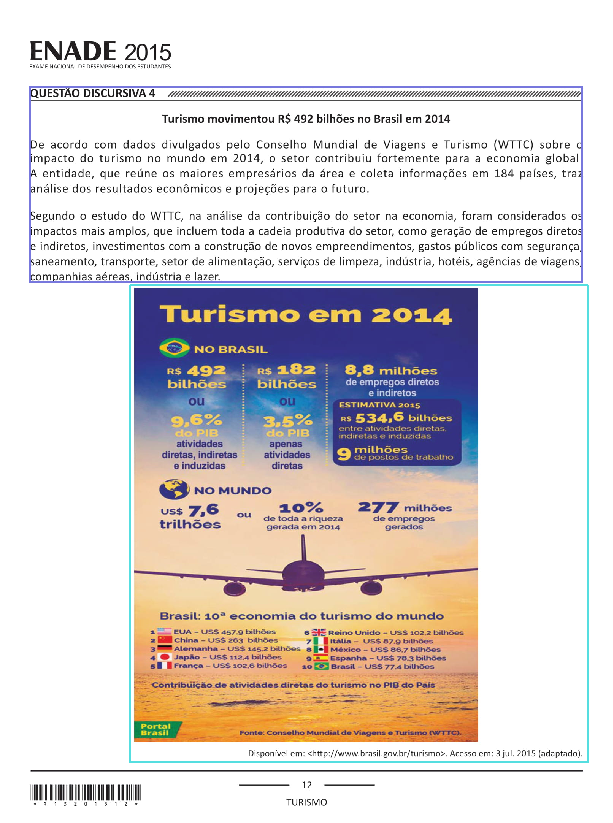 ENADE 2015
EXAME NACIONAL DE DESEMPENHO DOS ESTUDANTES
QUESTÃO DISCURSIVA 4
Turismo movimentou R$ 492 bilhões no Brasil em 2014
De acordo com dados divulgados pelo Conselho Mundial de Viagens e Turismo (WTTC) sobre o
impacto do turismo no mundo em 2014, o setor contribuiu fortemente para a economia global.
A entidade, que reúne os maiores empresários da área e coleta informações em 184 países, traz
análise dos resultados econômicos e projeções para o futuro.
Segundo o estudo do WTTC, na análise da contribuição do setor na economia, foram considerados os
impactos mais amplos, que incluem toda a cadeia produtiva do setor, como geração de empregos diretos
e indiretos, investimentos com a construção de novos empreendimentos, gastos públicos com segurança,
saneamento, transporte, setor de alimentação, serviços de limpeza, indústria, hotéis, agências de viagens,
companhias aéreas, indústria e lazer.
Turismo em 2014
NO BRASIL
R$ 492
bilhões
ou
9,6%
do PIB
atividades
diretas, indiretas
e induzidas
R$ 182
bilhões
ou
3,5%
do PIB
apenas
atividades
diretas
8,8 milhões
de empregos diretos
e indiretos
ESTIMATIVA 2015
R$ 534,6 bilhões
entre atividades diretas,
indiretas e induzidas
9 milhões
de postos de trabalho
NO MUNDO
US$ 7,6
trilhões
ou
10%
de toda a riqueza
gerada em 2014
277 milhões
de empregos
gerados
Brasil: 10ª economia do turismo do mundo
1 EUA – US$ 457,9 bilhões
2 China – US$ 263 bilhões
3 Alemanha – US$ 145,2 bilhões
4 Japão – US$ 112,4 bilhões
5 França – US$ 102,6 bilhões
6 Reino Unido – US$ 102,2 bilhões
7 Itália – US$ 87,9 bilhões
8 México – US$ 86,7 bilhões
9 Espanha – US$ 78,3 bilhões
10 Brasil – US$ 77,4 bilhões
Contribuição de atividades diretas do turismo no PIB do País
Portal
Brasil
Fonte: Conselho Mundial de Viagens e Turismo (WTTC).
Disponível em: <http://www.brasil.gov.br/turismo>. Acesso em: 3 jul. 2015 (adaptado).
12
TURISMO